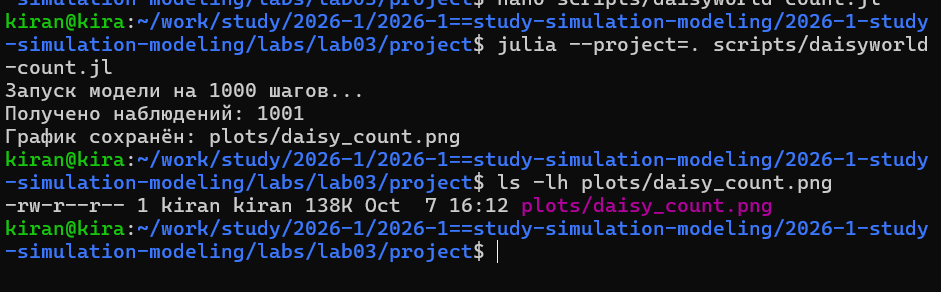 -simulation-modeling/labs/lab03/project$ nano scripts/daisyworld-count.jl
kiran@kira:~/work/study/2026-1/2026-1==study-simulation-modeling/2026-1-study
-simulation-modeling/labs/lab03/project$ julia --project=. scripts/daisyworld
-count.jl
Запуск модели на 1000 шагов...
Получено наблюдений: 1001
График сохранён: plots/daisy_count.png
kiran@kira:~/work/study/2026-1/2026-1==study-simulation-modeling/2026-1-study
-simulation-modeling/labs/lab03/project$ ls -lh plots/daisy_count.png
-rw-r--r-- 1 kiran kiran 138K Oct  7 16:12 plots/daisy_count.png
kiran@kira:~/work/study/2026-1/2026-1==study-simulation-modeling/2026-1-study
-simulation-modeling/labs/lab03/project$